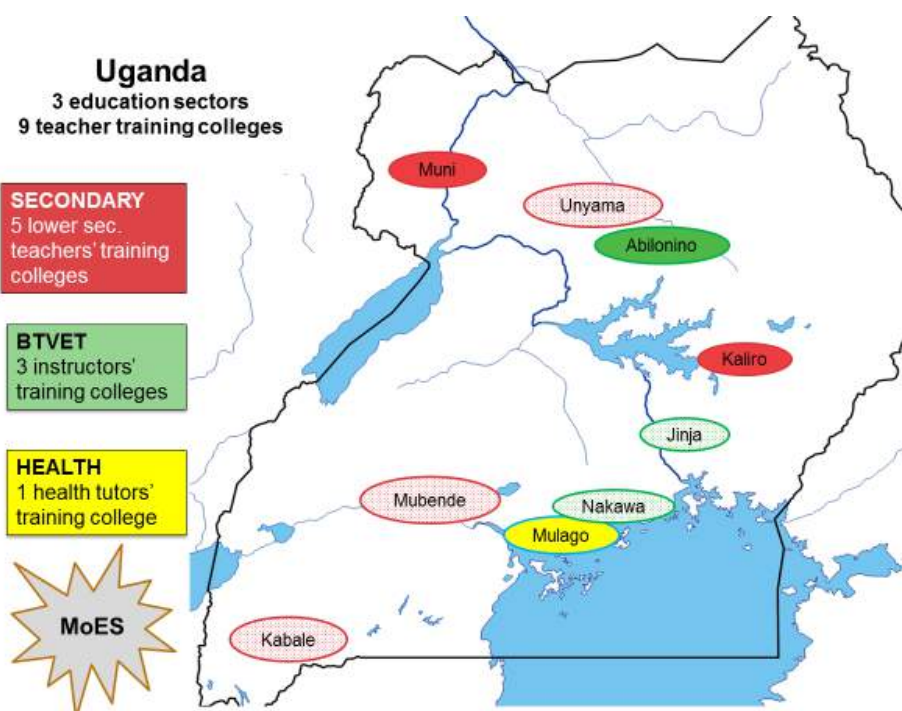 Uganda
3 education sectors
9 teacher training colleges
SECONDARY
5 lower sec.
teachers' training
colleges
BTVET
3 instructors'
training colleges
HEALTH
1 health tutors'
training college
MoES
Muni
Unyama
Abilonino
Kaliro
Jinja
Mubende
Nakawa
Mulago
Kabale